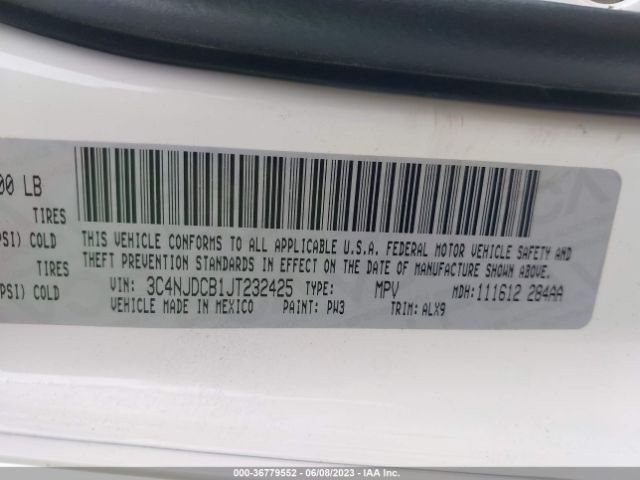 00 LB
TIRES
PSI) COLD
TIRES
PSI) COLD
THIS VEHICLE CONFORMS TO ALL APPLICABLE U.S.A. FEDERAL MOTOR VEHICLE SAFETY AND
THEFT PREVENTION STANDARDS IN EFFECT ON THE DATE OF MANUFACTURE SHOWN ABOVE.
VIN: 3C4NJDCB1JT232425 TYPE: MPV MDH:111612 284AA
VEHICLE MADE IN MEXICO PAINT: PW3 TRIM:ALX9
000-36779552 - 06/08/2023 - IAA Inc.